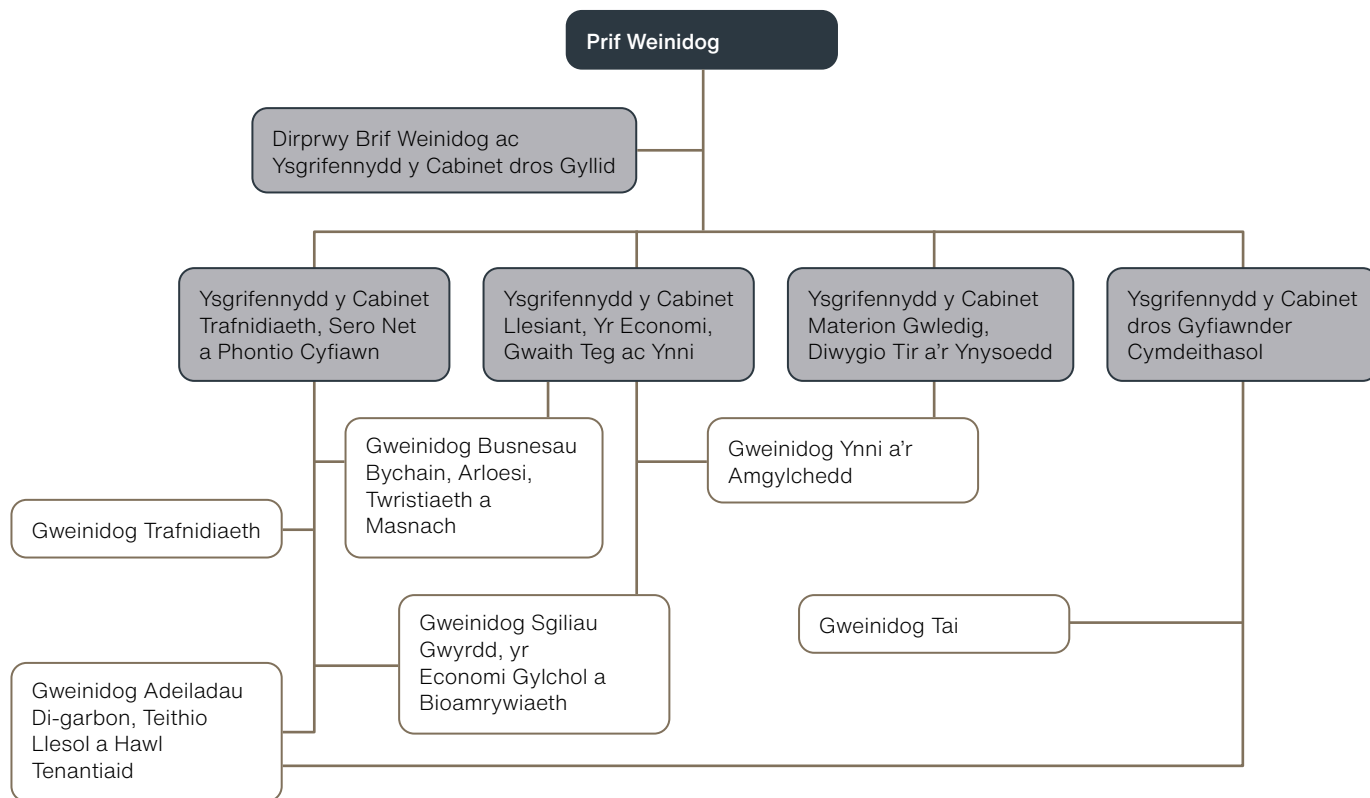 Prif Weinidog
Dirprwy Brif Weinidog ac
Ysgrifennydd y Cabinet dros Gyllid
Ysgrifennydd y Cabinet
Trafnidiaeth, Sero Net
a Phontio Cyfiawn
Ysgrifennydd y Cabinet
Llesiant, Yr Economi,
Gwaith Teg ac Ynni
Ysgrifennydd y Cabinet
Materion Gwledig,
Diwygio Tir a’r Ynysoedd
Ysgrifennydd y Cabinet
dros Gyfiawnder
Cymdeithasol
Gweinidog Busnesau
Bychain, Arloesi,
Twristiaeth a
Masnach
Gweinidog Ynni a’r
Amgylchedd
Gweinidog Trafnidiaeth
Gweinidog Sgiliau
Gwyrdd, yr
Economi Gylchol a
Bioamrywiaeth
Gweinidog Tai
Gweinidog Adeiladau
Di-garbon, Teithio
Llesol a Hawl
Tenantiaid